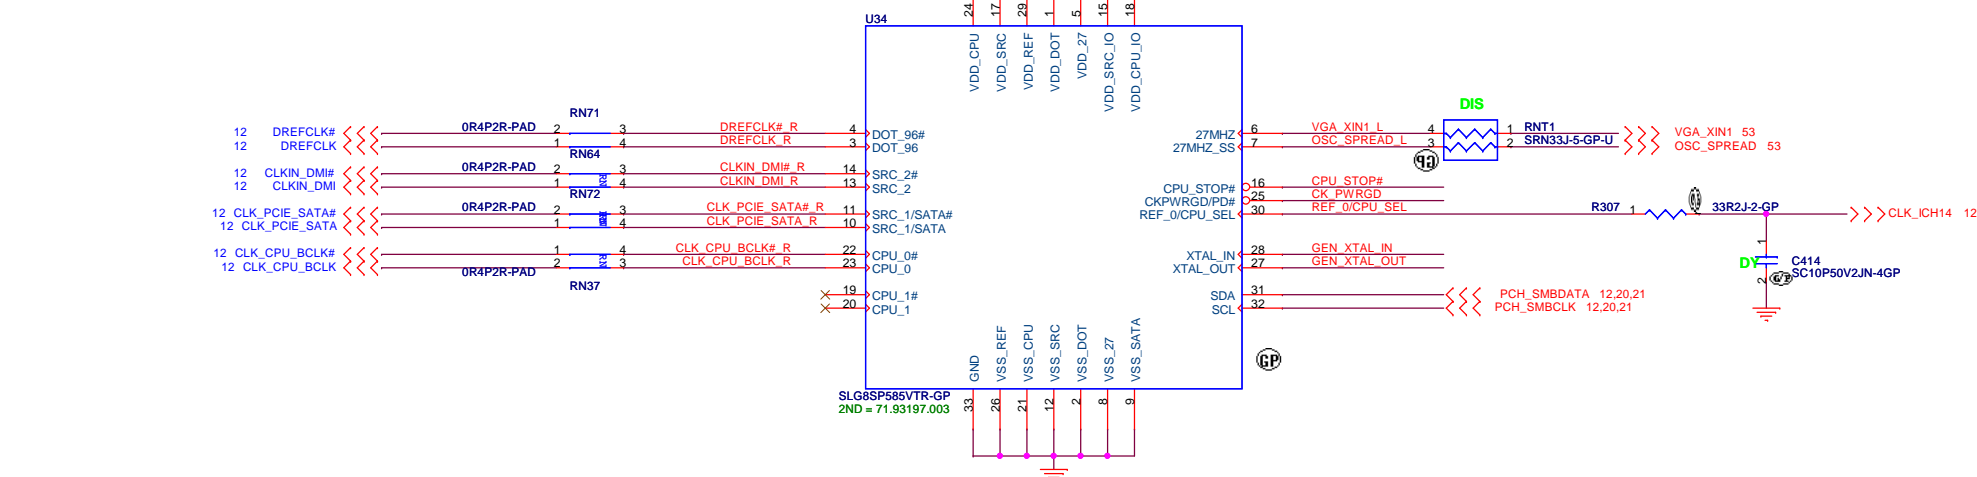 24 17 29 1 5 15 18
U34
VDD_CPU VDD_SRC VDD_REF VDD_DOT VDD_27 VDD_SRC_IO VDD_CPU_IO
DIS
RN71
12 DREFCLK# 0R4P2R-PAD 2 3 DREFCLK#_R 4 DOT_96# 27MHZ 6 VGA_XIN1_L 4 1 RNT1 VGA_XIN1 53
12 DREFCLK 1 4 DREFCLK_R 3 DOT_96 27MHZ_SS 7 OSC_SPREAD_L 3 2 SRN33J-5-GP-U OSC_SPREAD 53
RN64
GP
12 CLKIN_DMI# 0R4P2R-PAD 2 3 CLKIN_DMI#_R 14 SRC_2#
12 CLKIN_DMI 1 4 CLKIN_DMI_R 13 SRC_2 CPU_STOP# 16 CPU_STOP#
RN72
CKPWRGD/PD# 25 CK_PWRGD
12 CLK_PCIE_SATA# 0R4P2R-PAD 2 3 CLK_PCIE_SATA#_R 11 SRC_1/SATA# REF_0/CPU_SEL 30 REF_0/CPU_SEL R307 1 33R2J-2-GP CLK_ICH14 12
12 CLK_PCIE_SATA 1 4 CLK_PCIE_SATA_R 10 SRC_1/SATA
12 CLK_CPU_BCLK# 1 4 CLK_CPU_BCLK#_R 22 CPU_0# XTAL_IN 28 GEN_XTAL_IN 1
12 CLK_CPU_BCLK 2 3 CLK_CPU_BCLK_R 23 CPU_0 XTAL_OUT 27 GEN_XTAL_OUT DY C414
0R4P2R-PAD
2 GP SC10P50V2JN-4GP
RN37
19 CPU_1# SDA 31 PCH_SMBDATA 12,20,21
20 CPU_1 SCL 32 PCH_SMBCLK 12,20,21
GND VSS_REF VSS_CPU VSS_SRC VSS_DOT VSS_27 VSS_SATA
GP
SLG8SP585VTR-GP
2ND = 71.93197.003
33 26 21 12 2 8 9